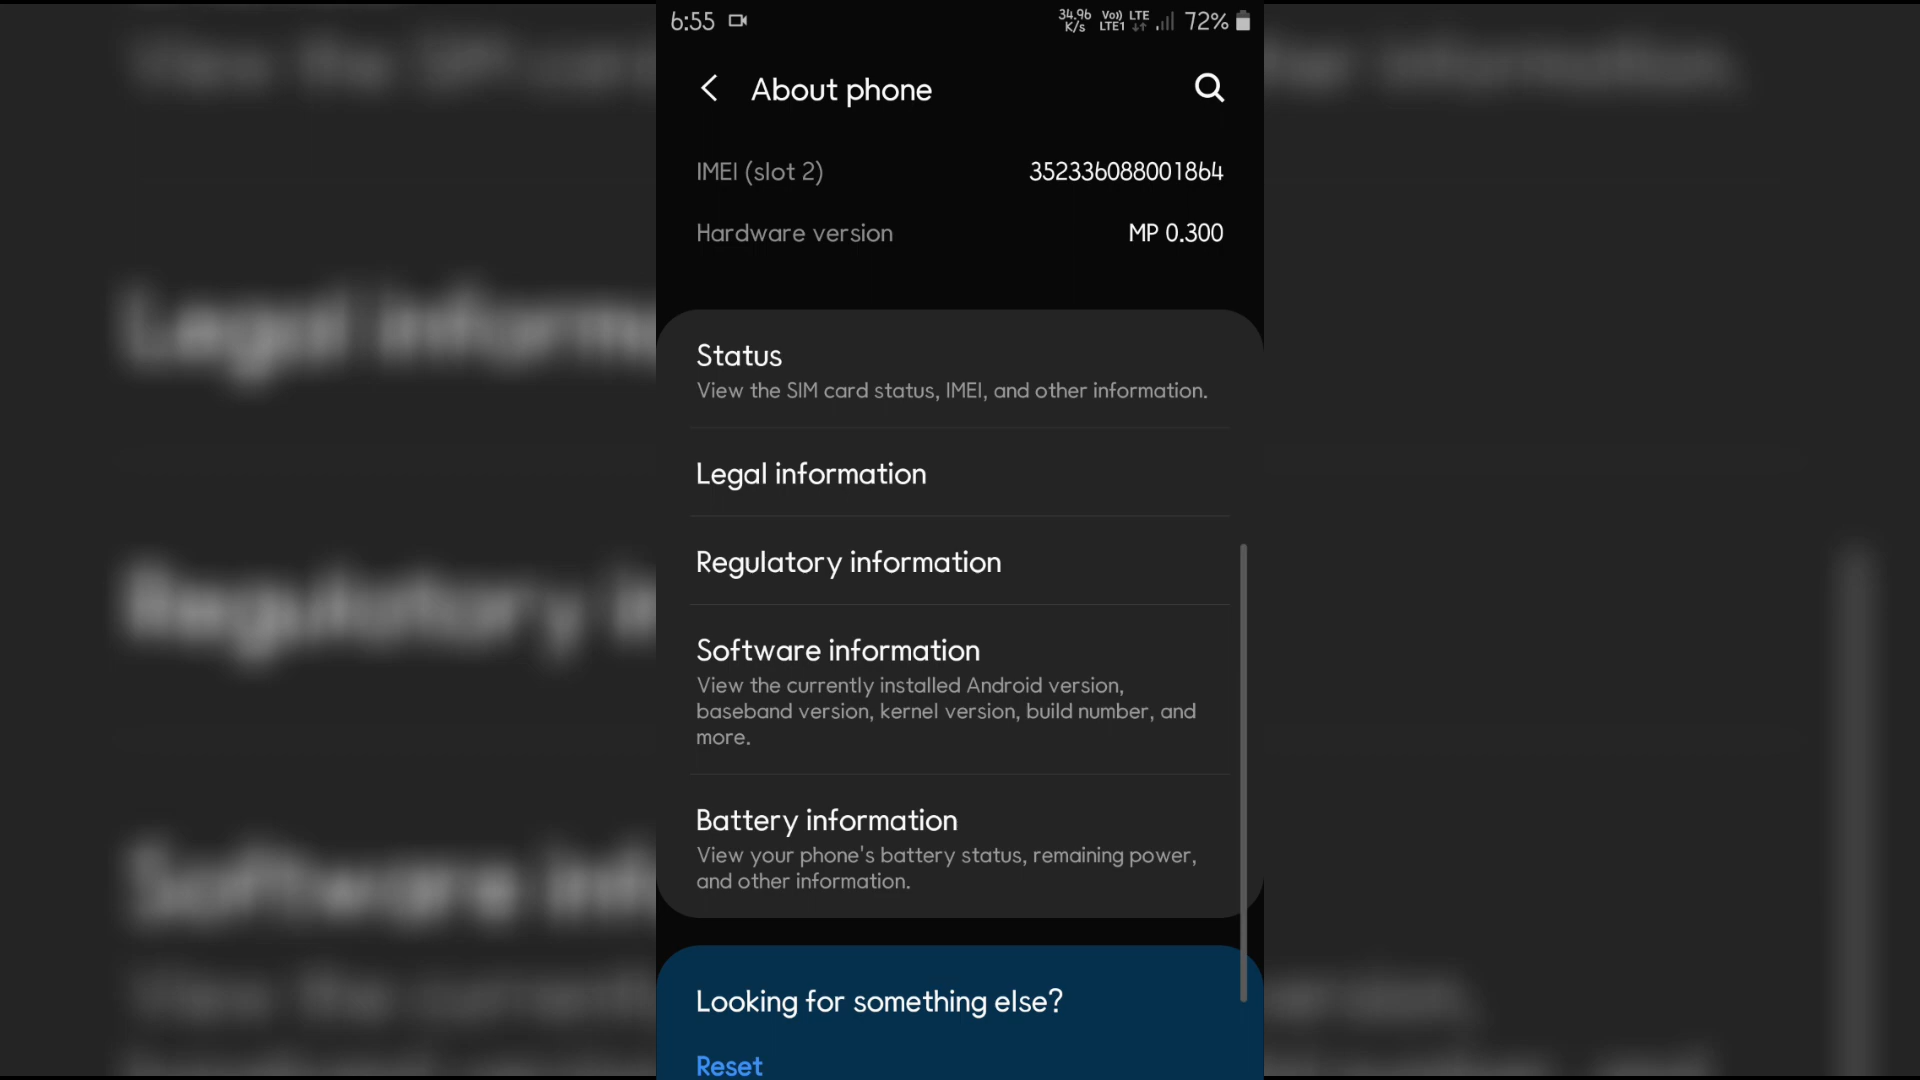 6:55 34.96 K/s Vo)) LTE1 LTE 72%
About phone
IMEI (slot 2) 352336088001864
Hardware version MP 0.300
Status
View the SIM card status, IMEI, and other information.
Legal information
Regulatory information
Software information
View the currently installed Android version,
baseband version, kernel version, build number, and
more.
Battery information
View your phone's battery status, remaining power,
and other information.
Looking for something else?
Reset